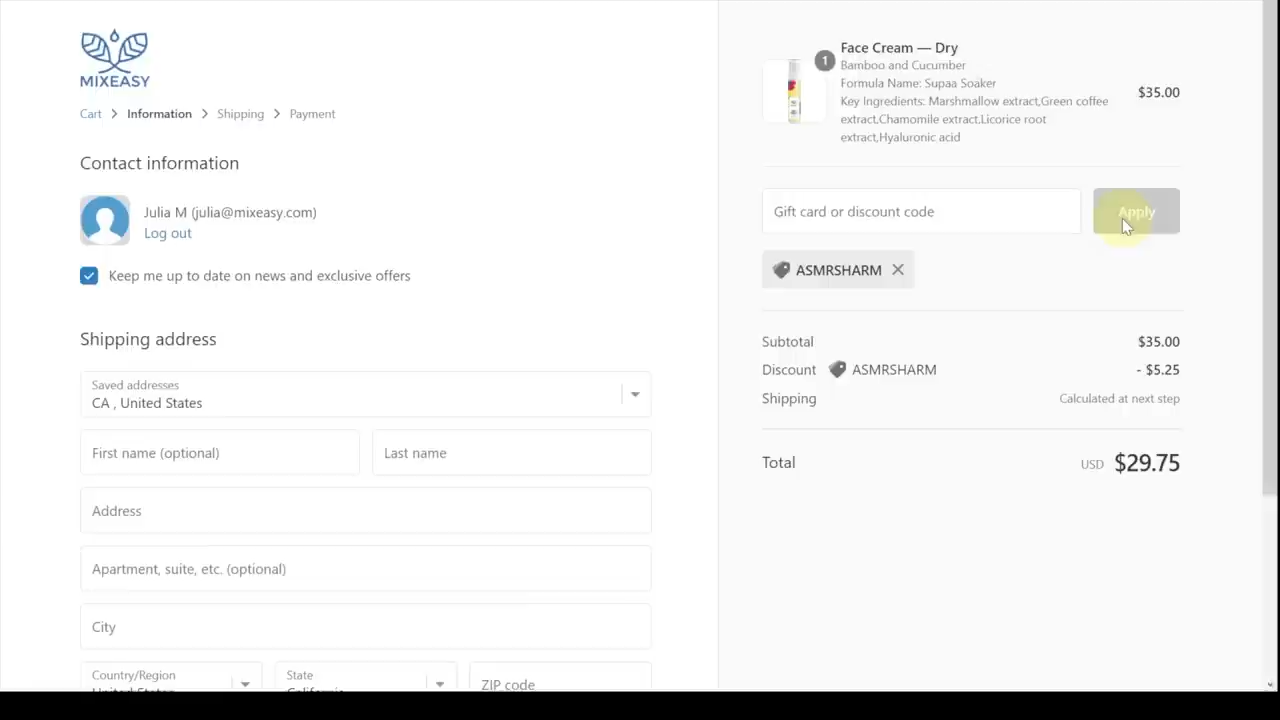 MIXEASY
Cart > Information > Shipping > Payment
Contact information
Julia M (julia@mixeasy.com)
Log out
Keep me up to date on news and exclusive offers
Shipping address
Saved addresses
CA , United States
First name (optional)
Last name
Address
Apartment, suite, etc. (optional)
City
Country/Region
United States
State
California
ZIP code
1
Face Cream — Dry
Bamboo and Cucumber
Formula Name: Supaa Soaker
Key Ingredients: Marshmallow extract,Green coffee
extract,Chamomile extract,Licorice root
extract,Hyaluronic acid
$35.00
Gift card or discount code
Apply
ASMRSHARM
Subtotal $35.00
Discount ASMRSHARM - $5.25
Shipping Calculated at next step
Total USD $29.75